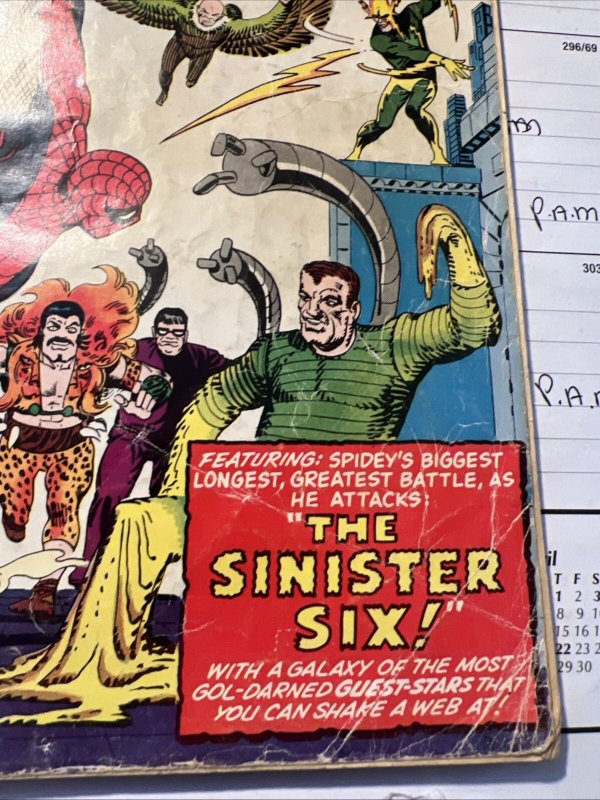 296/69
P.A.M
303
P.A.
FEATURING: SPIDEY'S BIGGEST
LONGEST, GREATEST BATTLE, AS
HE ATTACKS:
"THE
SINISTER
SIX!"
WITH A GALAXY OF THE MOST
GOL-DARNED GUEST-STARS THAT
YOU CAN SHAKE A WEB AT!
il
T F S
1 2 3
8 9 10
15 16 1
22 23 2
29 30